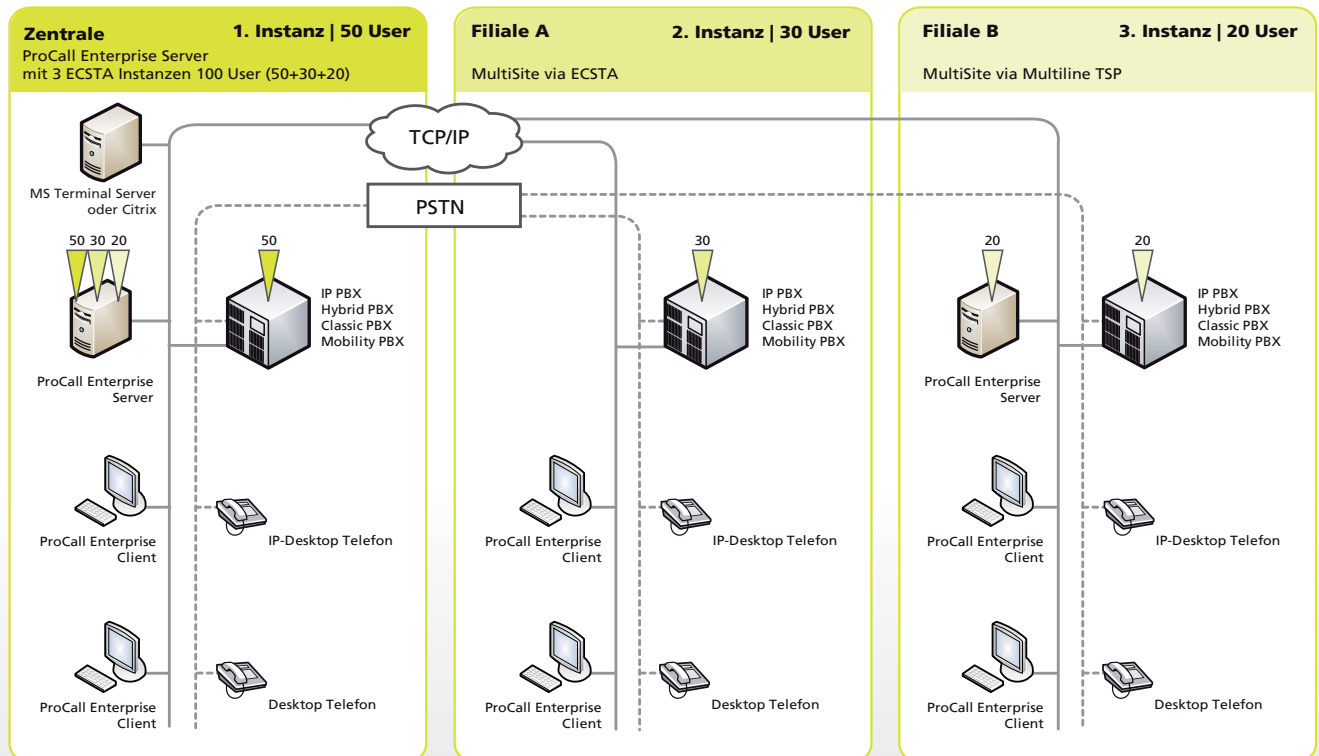 Zentrale
1. Instanz | 50 User
ProCall Enterprise Server
mit 3 ECSTA Instanzen 100 User (50+30+20)
Filiale A
2. Instanz | 30 User
MultiSite via ECSTA
Filiale B
3. Instanz | 20 User
MultiSite via Multiline TSP
TCP/IP
PSTN
MS Terminal Server
oder Citrix
50 30 20
ProCall Enterprise
Server
50
IP PBX
Hybrid PBX
Classic PBX
Mobility PBX
ProCall Enterprise
Client
IP-Desktop Telefon
ProCall Enterprise
Client
Desktop Telefon
30
IP PBX
Hybrid PBX
Classic PBX
Mobility PBX
ProCall Enterprise
Client
IP-Desktop Telefon
ProCall Enterprise
Client
Desktop Telefon
20
ProCall Enterprise
Server
20
IP PBX
Hybrid PBX
Classic PBX
Mobility PBX
ProCall Enterprise
Client
IP-Desktop Telefon
ProCall Enterprise
Client
Desktop Telefon